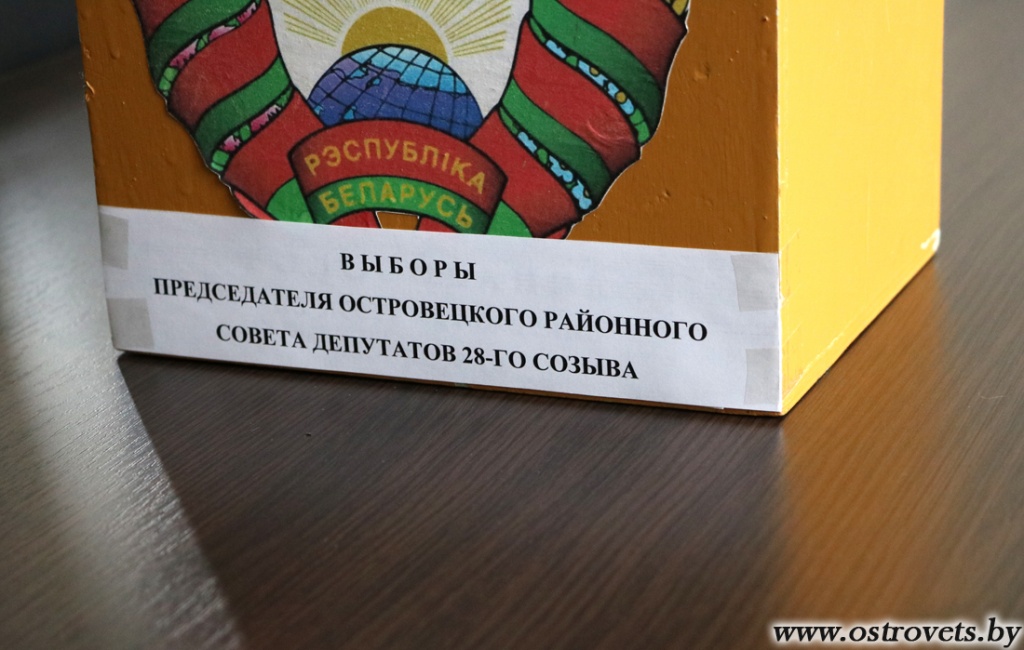 РЭСПУБЛІКА
БЕЛАРУСЬ
ВЫБОРЫ
ПРЕДСЕДАТЕЛЯ ОСТРОВЕЦКОГО РАЙОННОГО
СОВЕТА ДЕПУТАТОВ 28-ГО СОЗЫВА
www.ostrovets.by